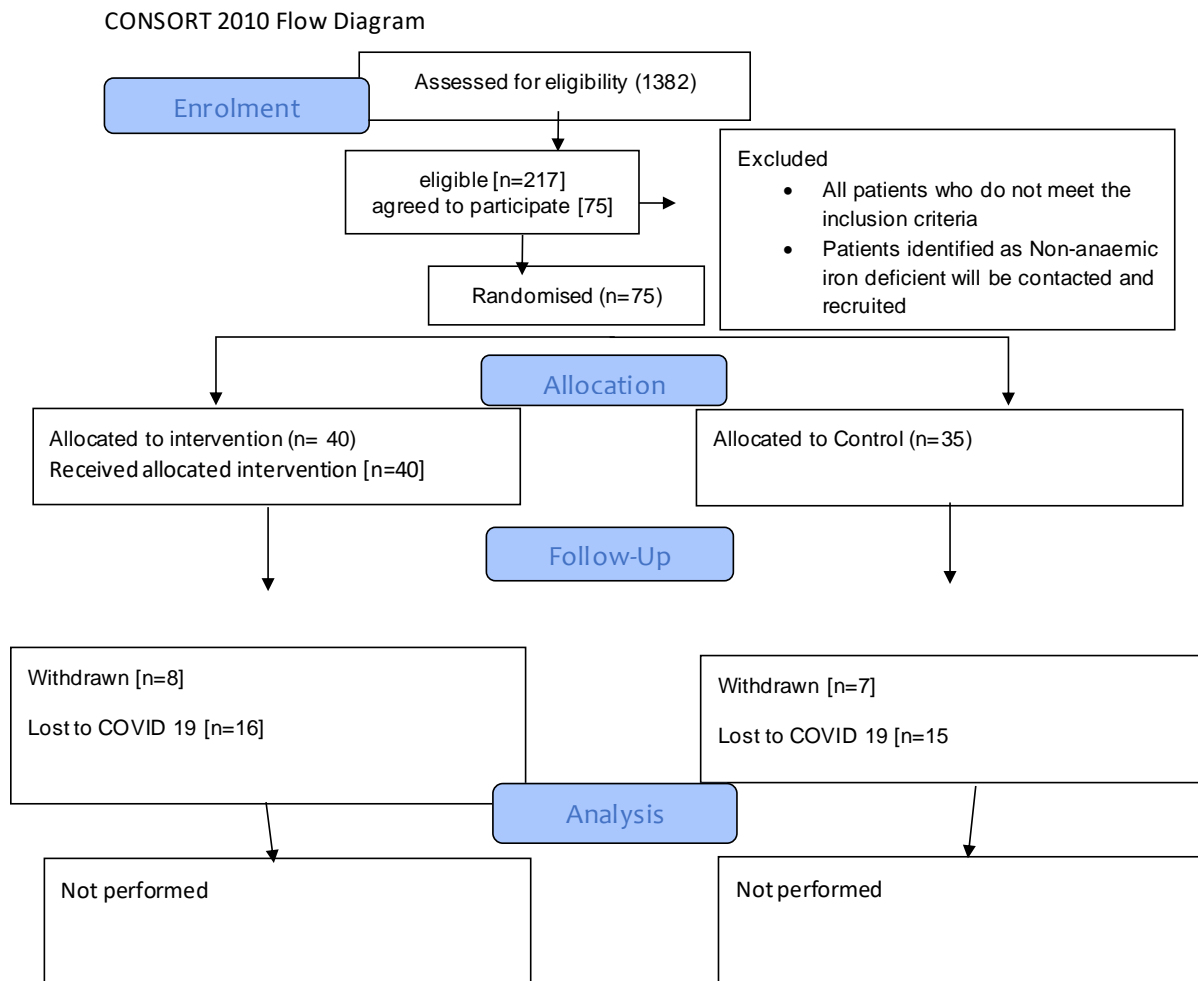 CONSORT 2010 Flow Diagram
Assessed for eligibility (1382)
Enrolment
eligible [n=217]
agreed to participate [75]
Excluded
• All patients who do not meet the
inclusion criteria
• Patients identified as Non-anaemic
iron deficient will be contacted and
recruited
Randomised (n=75)
Allocation
Allocated to intervention (n= 40)
Received allocated intervention [n=40]
Allocated to Control (n=35)
Follow-Up
Withdrawn [n=8]
Lost to COVID 19 [n=16]
Withdrawn [n=7]
Lost to COVID 19 [n=15
Analysis
Not performed
Not performed